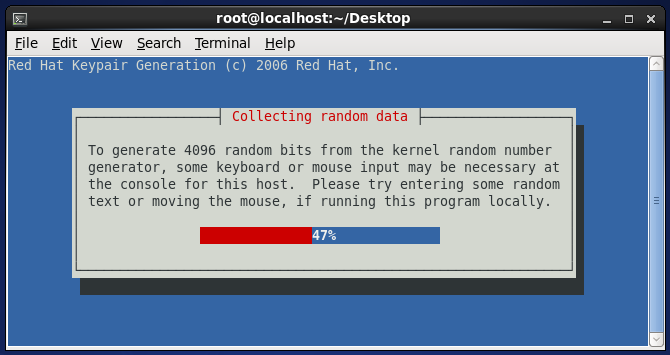 root@localhost:~/Desktop
File Edit View Search Terminal Help
Red Hat Keypair Generation (c) 2006 Red Hat, Inc.
Collecting random data
To generate 4096 random bits from the kernel random number
generator, some keyboard or mouse input may be necessary at
the console for this host.  Please try entering some random
text or moving the mouse, if running this program locally.
47%